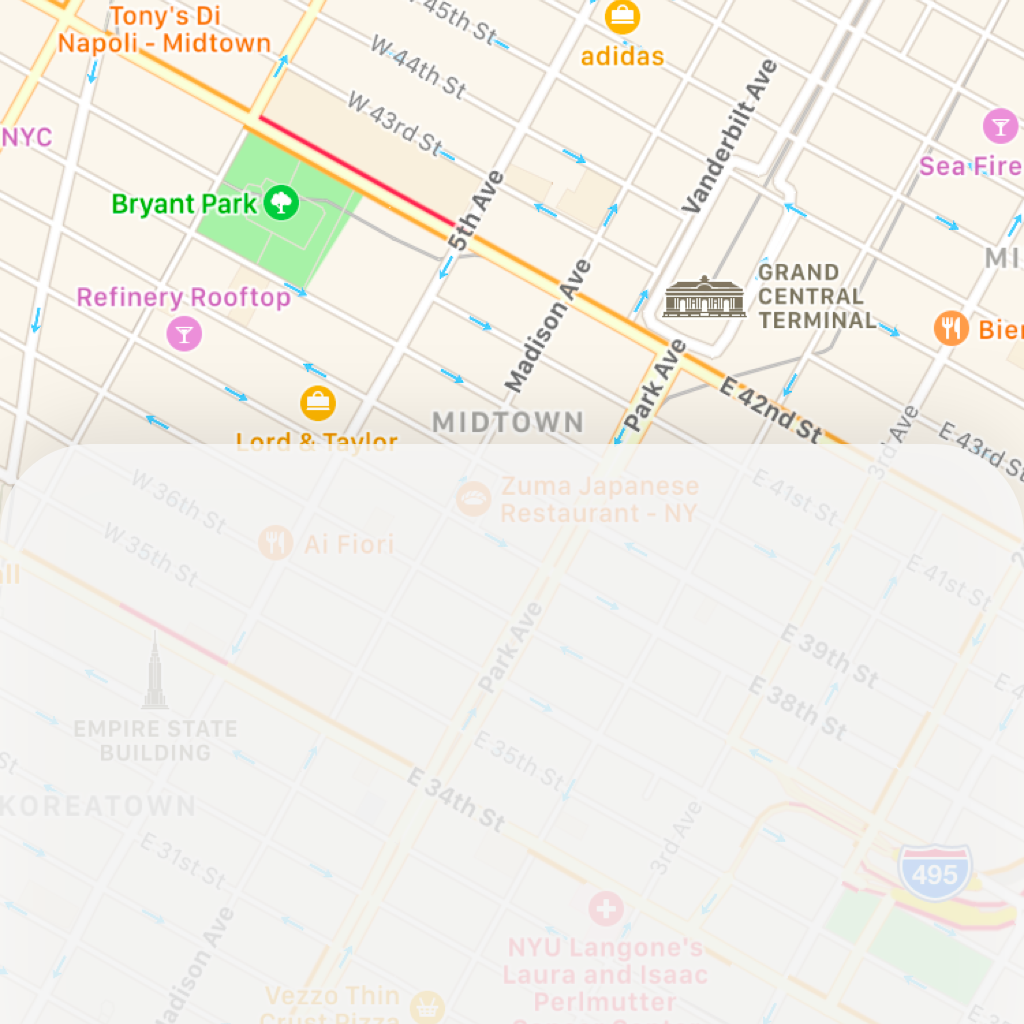 W 45th St
Tony's Di
Napoli - Midtown
adidas
W 44th St
Vanderbilt Ave
W 43rd St
NYC
Sea Fire
Bryant Park
5th Ave
MI
GRAND
CENTRAL
TERMINAL
Refinery Rooftop
Madison Ave
Bier
Park Ave
E 42nd St
MIDTOWN
Lord & Taylor
3rd Ave
E 43rd St
W 36th St
Zuma Japanese
Restaurant - NY
E 41st St
Ai Fiori
W 35th St
all
E 41st St
Park Ave
E 39th St
E 38th St
EMPIRE STATE
BUILDING
E 35th St
KOREATOWN
E 34th St
3rd Ave
E 31st St
495
Madison Ave
NYU Langone's
Laura and Isaac
Perlmutter
Vezzo Thin
Crust Pizza